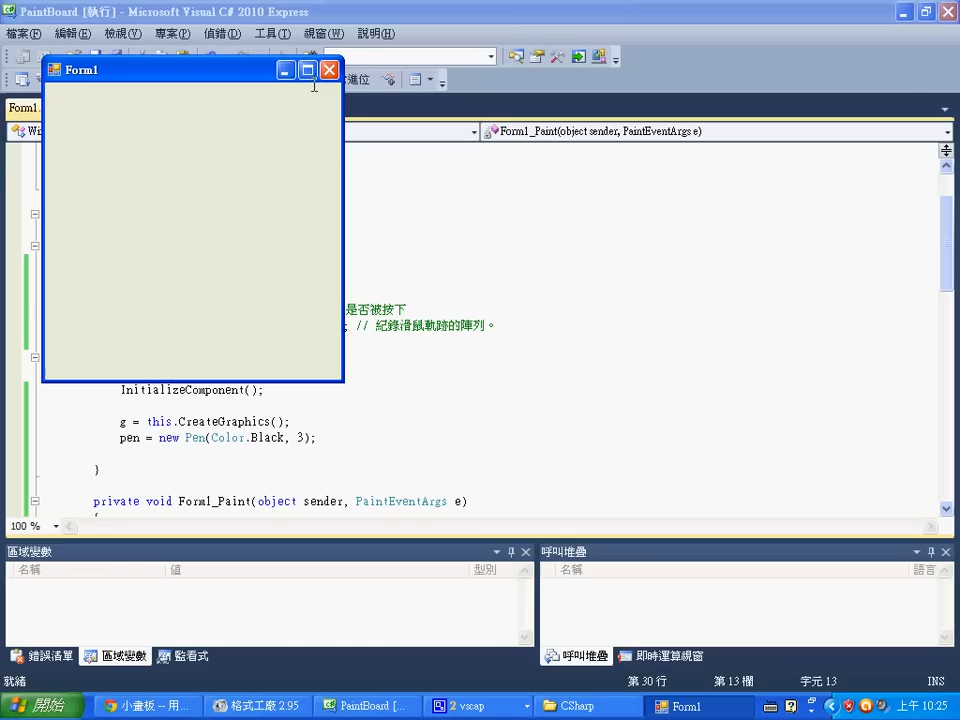 PaintBoard [執行] - Microsoft Visual C# 2010 Express
檔案(F) 編輯(E) 檢視(V) 專案(P) 偵錯(D) 工具(T) 視窗(W) 說明(H)
Form1
進位
Form1.
Form1_Paint(object sender, PaintEventArgs e)
是否被按下
; // 紀錄滑鼠軌跡的陣列。
InitializeComponent();
g = this.CreateGraphics();
pen = new Pen(Color.Black, 3);
}
private void Form1_Paint(object sender, PaintEventArgs e)
100 %
區域變數
呼叫堆疊
名稱 值 型別
名稱 語言
錯誤清單 區域變數 監看式
呼叫堆疊 即時運算視窗
就緒 第 30 行 第 13 欄 字元 13 INS
開始 小畫板 -- 用... 格式工廠 2.95 PaintBoard [... 2 vscap CSharp Form1 上午 10:25